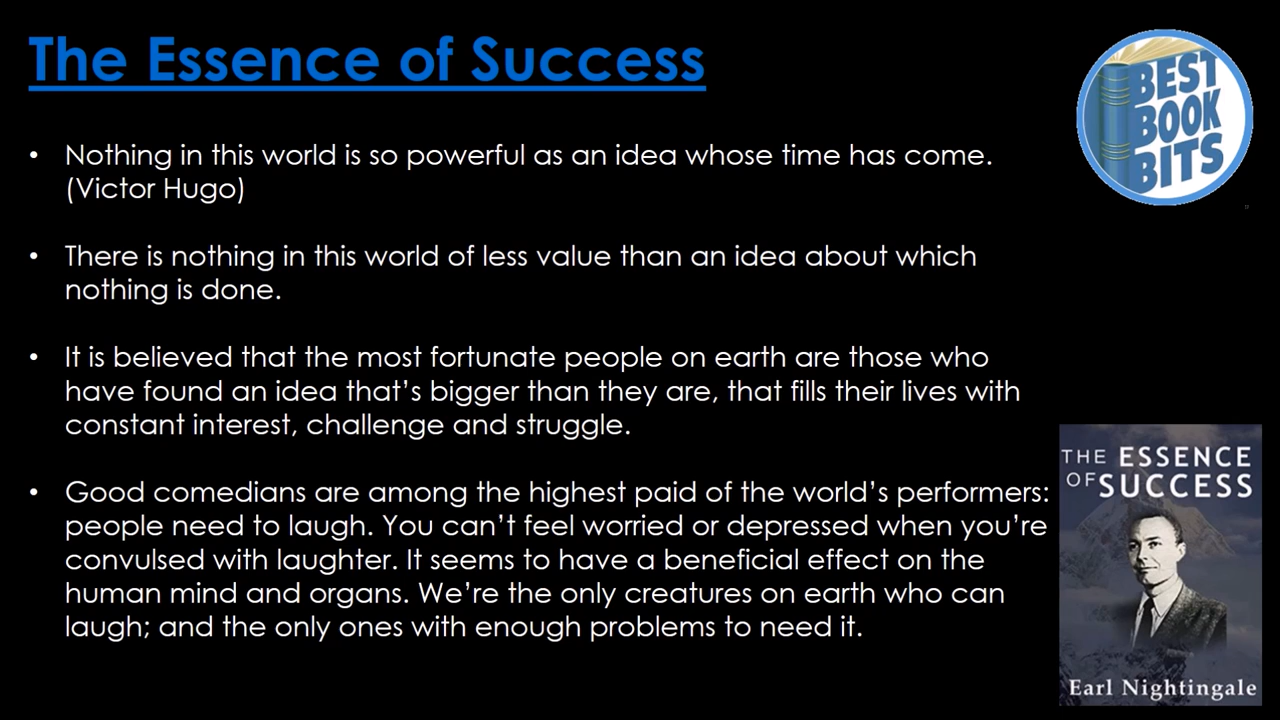 The Essence of Success
• Nothing in this world is so powerful as an idea whose time has come.
(Victor Hugo)
• There is nothing in this world of less value than an idea about which
nothing is done.
• It is believed that the most fortunate people on earth are those who
have found an idea that’s bigger than they are, that fills their lives with
constant interest, challenge and struggle.
• Good comedians are among the highest paid of the world’s performers:
people need to laugh. You can’t feel worried or depressed when you’re
convulsed with laughter. It seems to have a beneficial effect on the
human mind and organs. We’re the only creatures on earth who can
laugh; and the only ones with enough problems to need it.
BEST
BOOK
BITS
THE ESSENCE
OF SUCCESS
Earl Nightingale